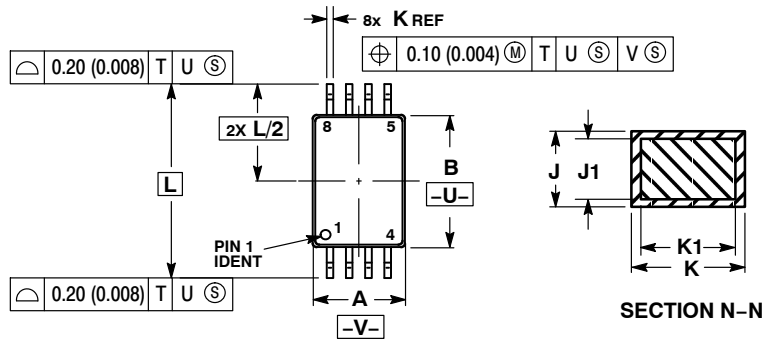 8x K REF
⌓ 0.20 (0.008) T U Ⓢ
⌖ 0.10 (0.004) Ⓜ T U Ⓢ V Ⓢ
2X L/2
8 5
B
–U–
J J1
L
PIN 1
IDENT
1 4
K1
K
⌓ 0.20 (0.008) T U Ⓢ
A
–V–
SECTION N–N